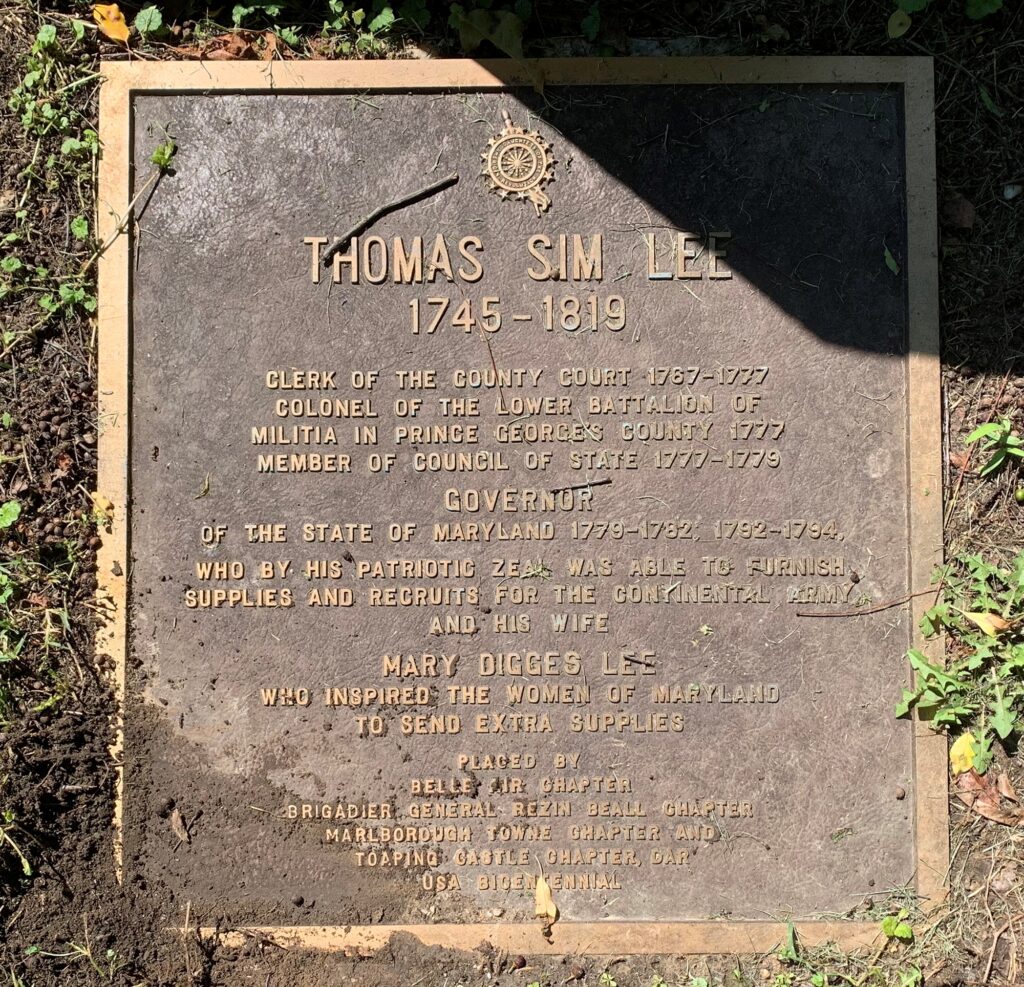 THOMAS SIM LEE
1745-1819
CLERK OF THE COUNTY COURT 1767-1777
COLONEL OF THE LOWER BATTALION OF
MILITIA IN PRINCE GEORGE'S COUNTY 1777
MEMBER OF COUNCIL OF STATE 1777-1779
GOVERNOR
OF THE STATE OF MARYLAND 1779-1782, 1792-1794,
WHO BY HIS PATRIOTIC ZEAL WAS ABLE TO FURNISH
SUPPLIES AND RECRUITS FOR THE CONTINENTAL ARMY,
AND HIS WIFE
MARY DIGGES LEE
WHO INSPIRED THE WOMEN OF MARYLAND
TO SEND EXTRA SUPPLIES
PLACED BY
BELLE AIR CHAPTER
BRIGADIER GENERAL REZIN BEALL CHAPTER
MARLBOROUGH TOWNE CHAPTER AND
TOAPING CASTLE CHAPTER, DAR
USA BICENTENNIAL